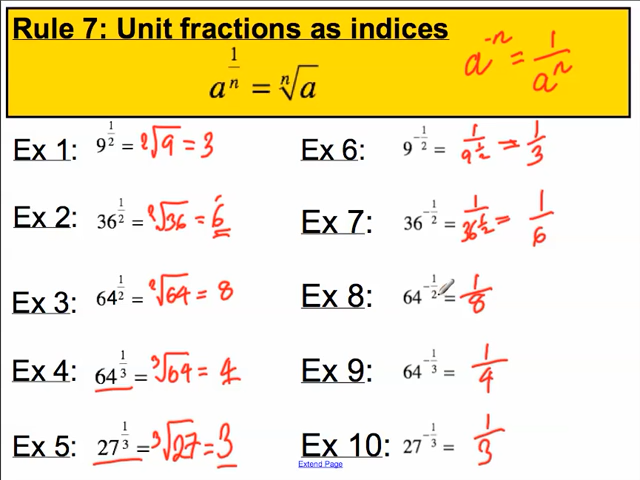 Rule 7: Unit fractions as indices
a^(1/n) = ⁿ√a
a^(-n) = 1/a^n
Ex 1: 9^(1/2) = ²√9 = 3
Ex 6: 9^(-1/2) = 1/9^(1/2) = 1/3
Ex 2: 36^(1/2) = ²√36 = 6
Ex 7: 36^(-1/2) = 1/36^(1/2) = 1/6
Ex 3: 64^(1/2) = ²√64 = 8
Ex 8: 64^(-1/2) = 1/8
Ex 4: 64^(1/3) = ³√64 = 4
Ex 9: 64^(-1/3) = 1/4
Ex 5: 27^(1/3) = ³√27 = 3
Ex 10: 27^(-1/3) = 1/3
Extend Page